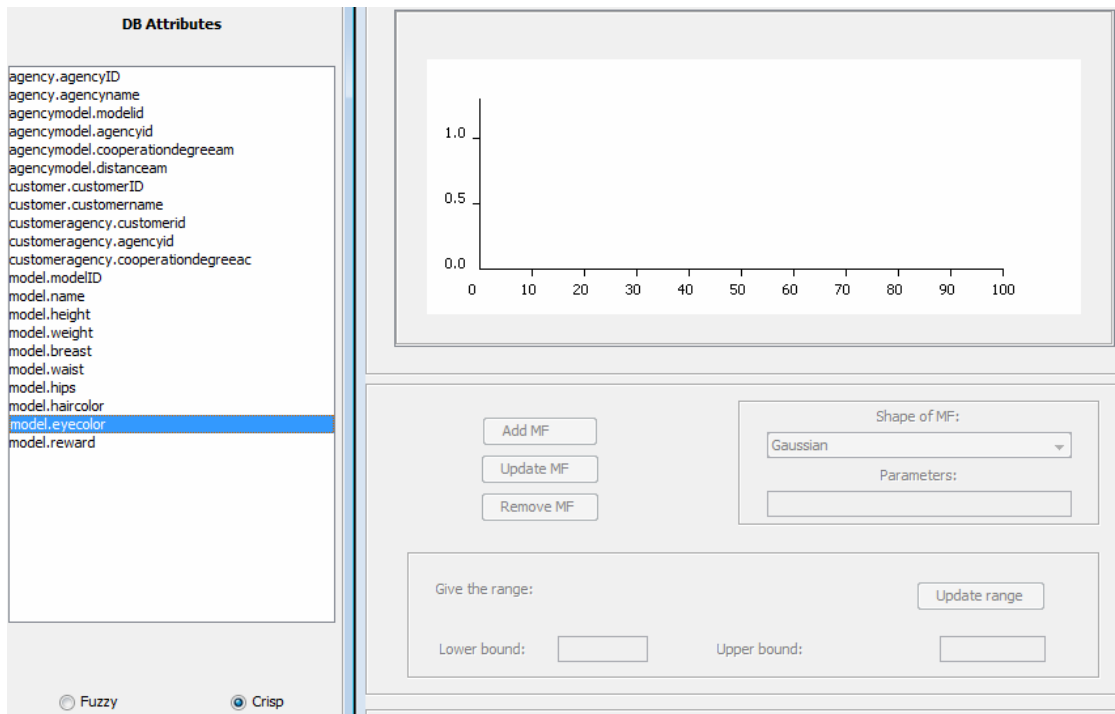 DB Attributes
agency.agencyID
agency.agencyname
agencymodel.modelid
agencymodel.agencyid
agencymodel.cooperationdegreeam
agencymodel.distanceam
customer.customerID
customer.customername
customeragency.customerid
customeragency.agencyid
customeragency.cooperationdegreeac
model.modelID
model.name
model.height
model.weight
model.breast
model.waist
model.hips
model.haircolor
model.eyecolor
model.reward
Fuzzy Crisp
1.0
0.5
0.0
0 10 20 30 40 50 60 70 80 90 100
Add MF
Update MF
Remove MF
Shape of MF:
Gaussian
Parameters:
Give the range:
Update range
Lower bound: Upper bound: